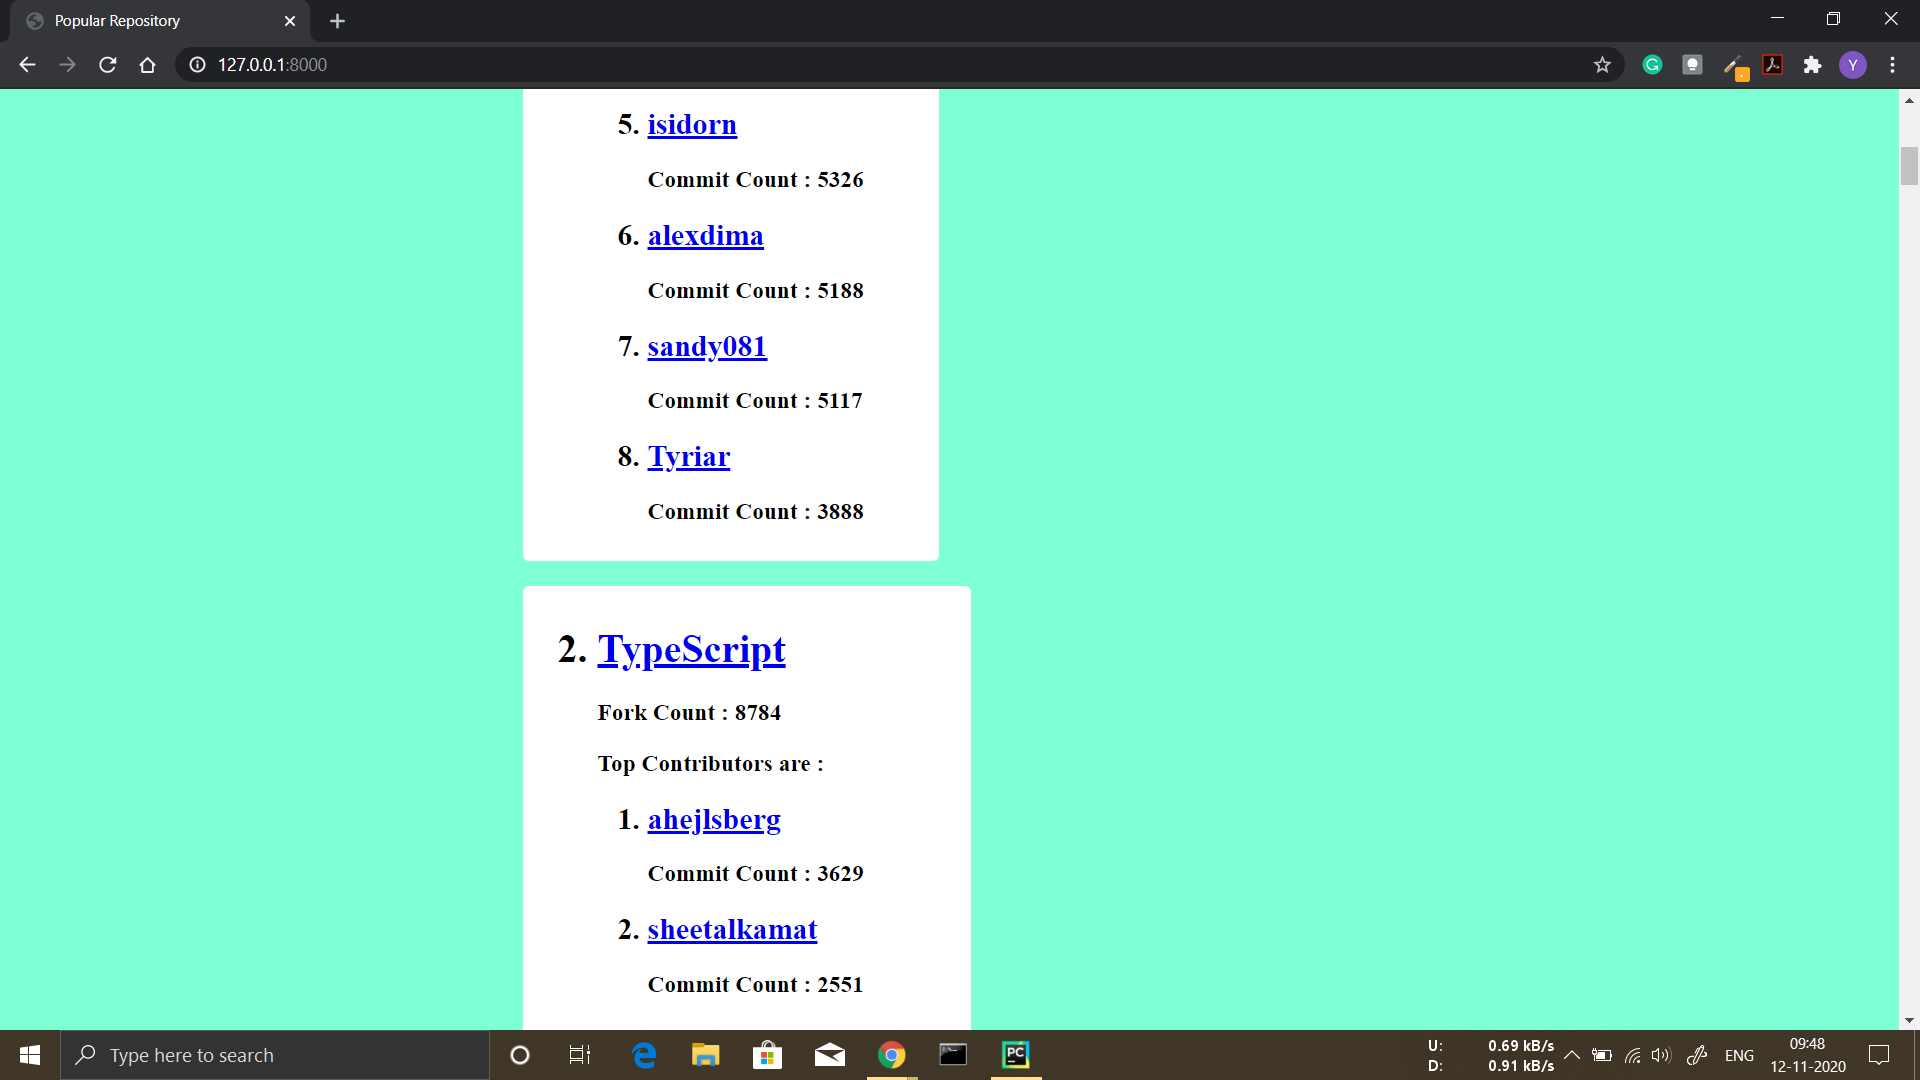 Popular Repository
127.0.0.1:8000
Y
5. isidorn
Commit Count : 5326
6. alexdima
Commit Count : 5188
7. sandy081
Commit Count : 5117
8. Tyriar
Commit Count : 3888
2. TypeScript
Fork Count : 8784
Top Contributors are :
1. ahejlsberg
Commit Count : 3629
2. sheetalkamat
Commit Count : 2551
Type here to search
PC
U: 0.69 kB/s
D: 0.91 kB/s
ENG
09:48
12-11-2020